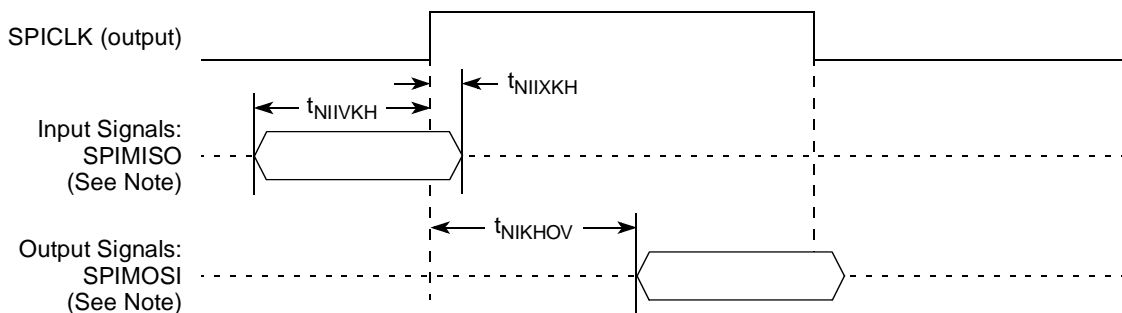 SPICLK (output)
tNIIXKH
tNIIVKH
Input Signals:
SPIMISO
(See Note)
tNIKHOV
Output Signals:
SPIMOSI
(See Note)